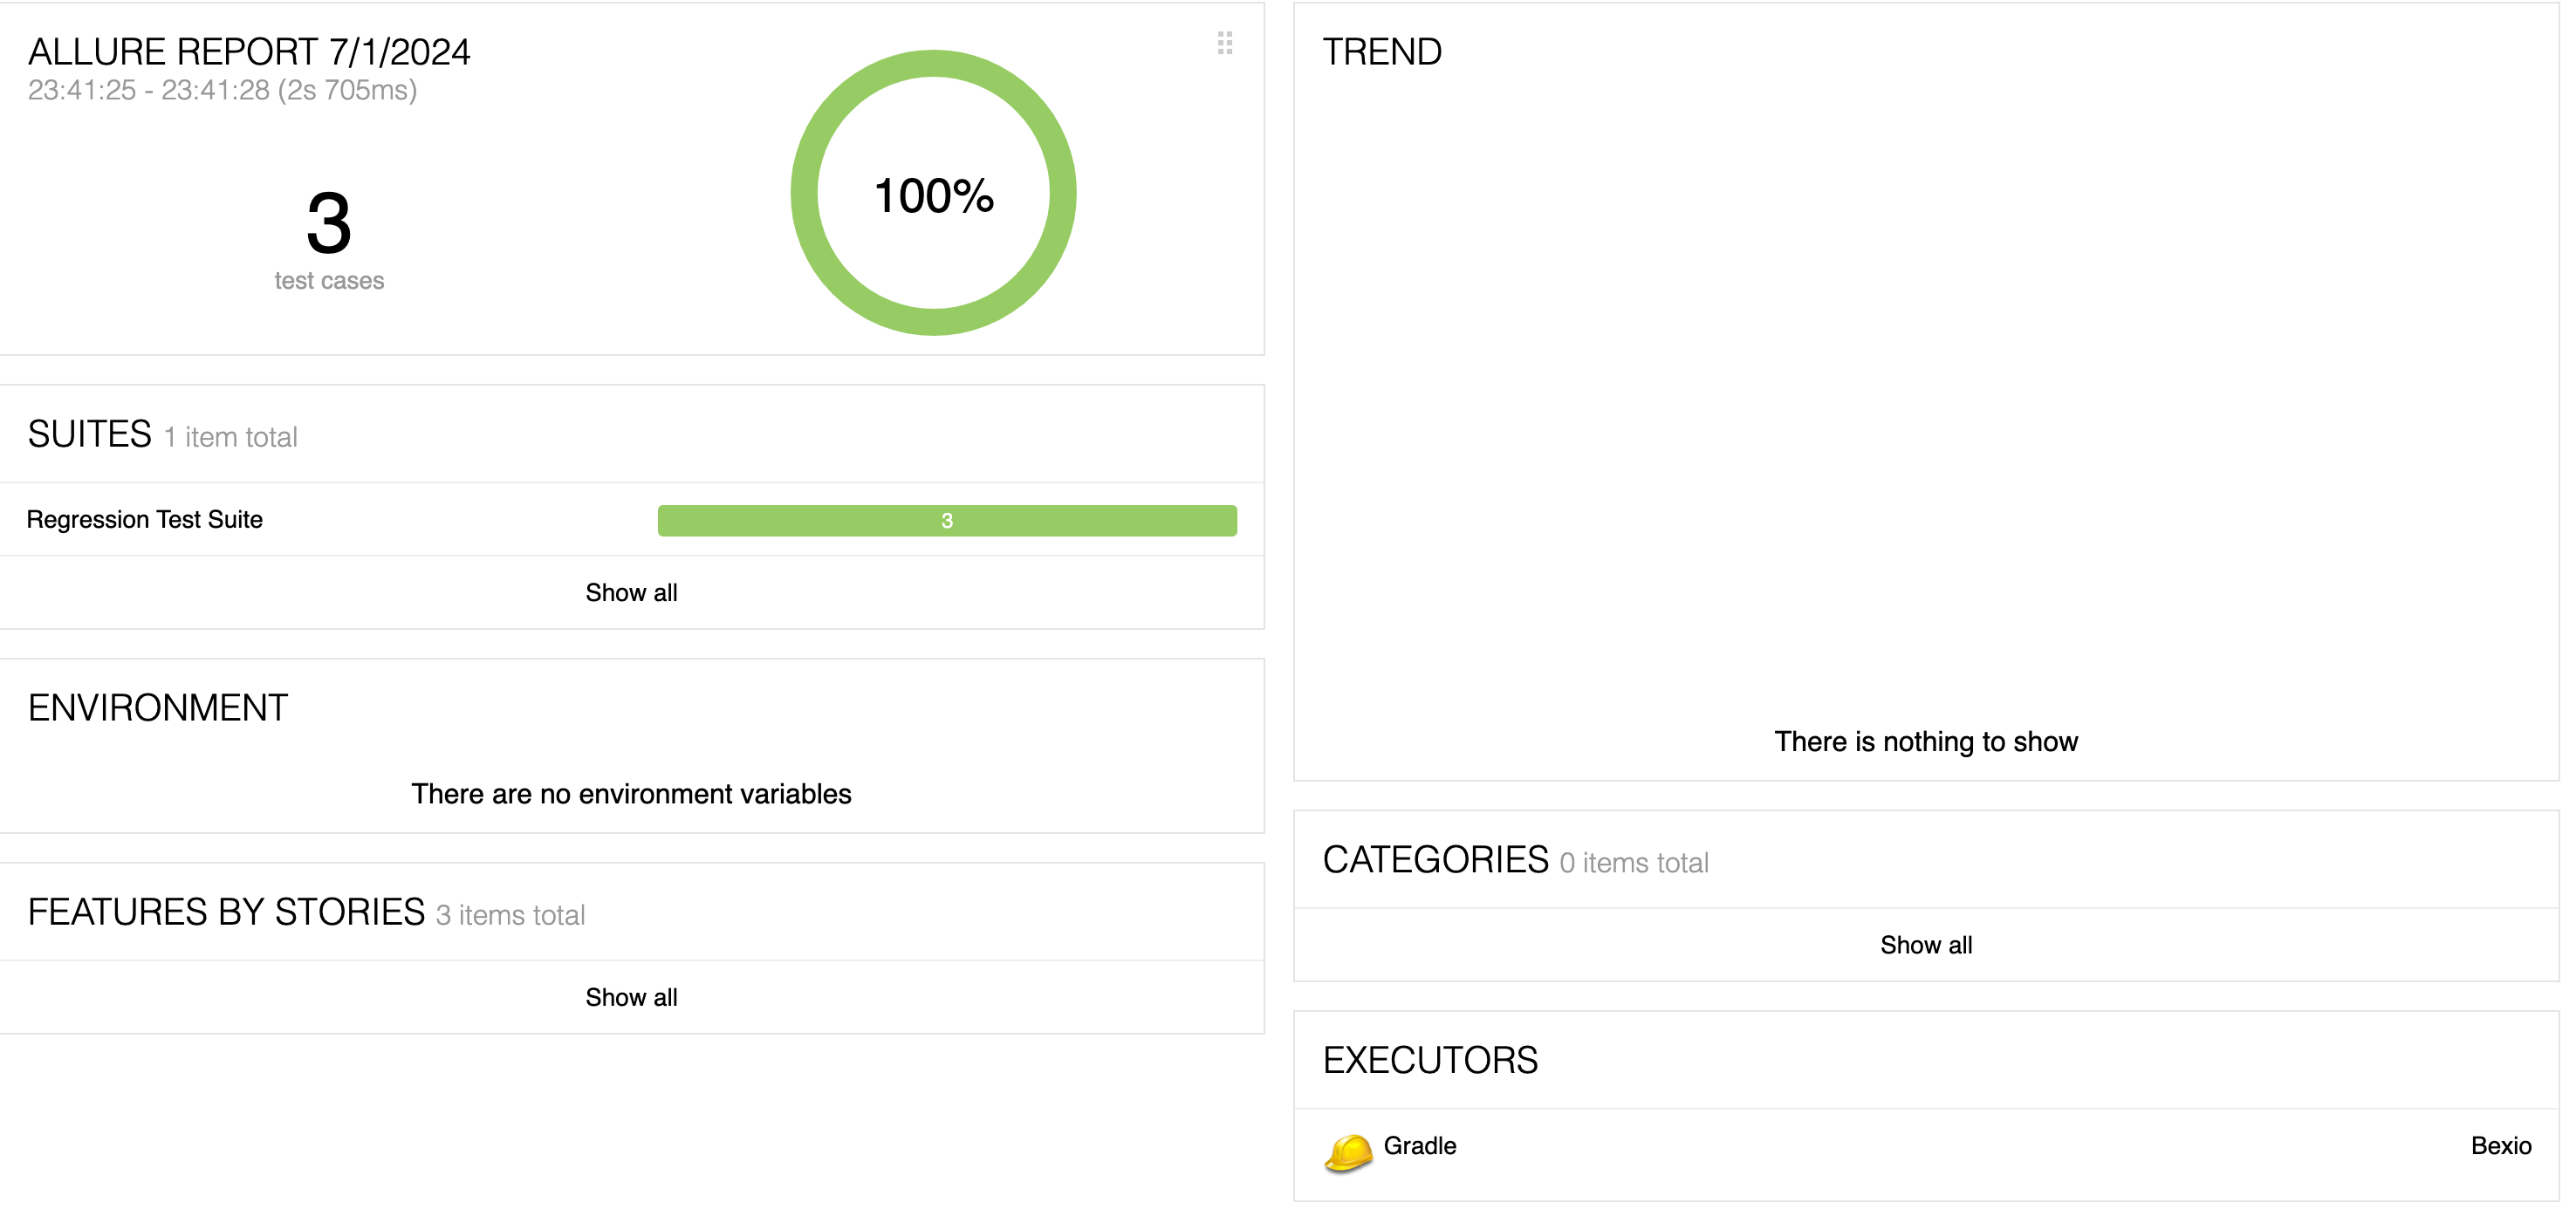 ALLURE REPORT 7/1/2024
23:41:25 - 23:41:28 (2s 705ms)
3
test cases
100%
SUITES 1 item total
Regression Test Suite 3
Show all
ENVIRONMENT
There are no environment variables
FEATURES BY STORIES 3 items total
Show all
TREND
There is nothing to show
CATEGORIES 0 items total
Show all
EXECUTORS
Gradle Bexio